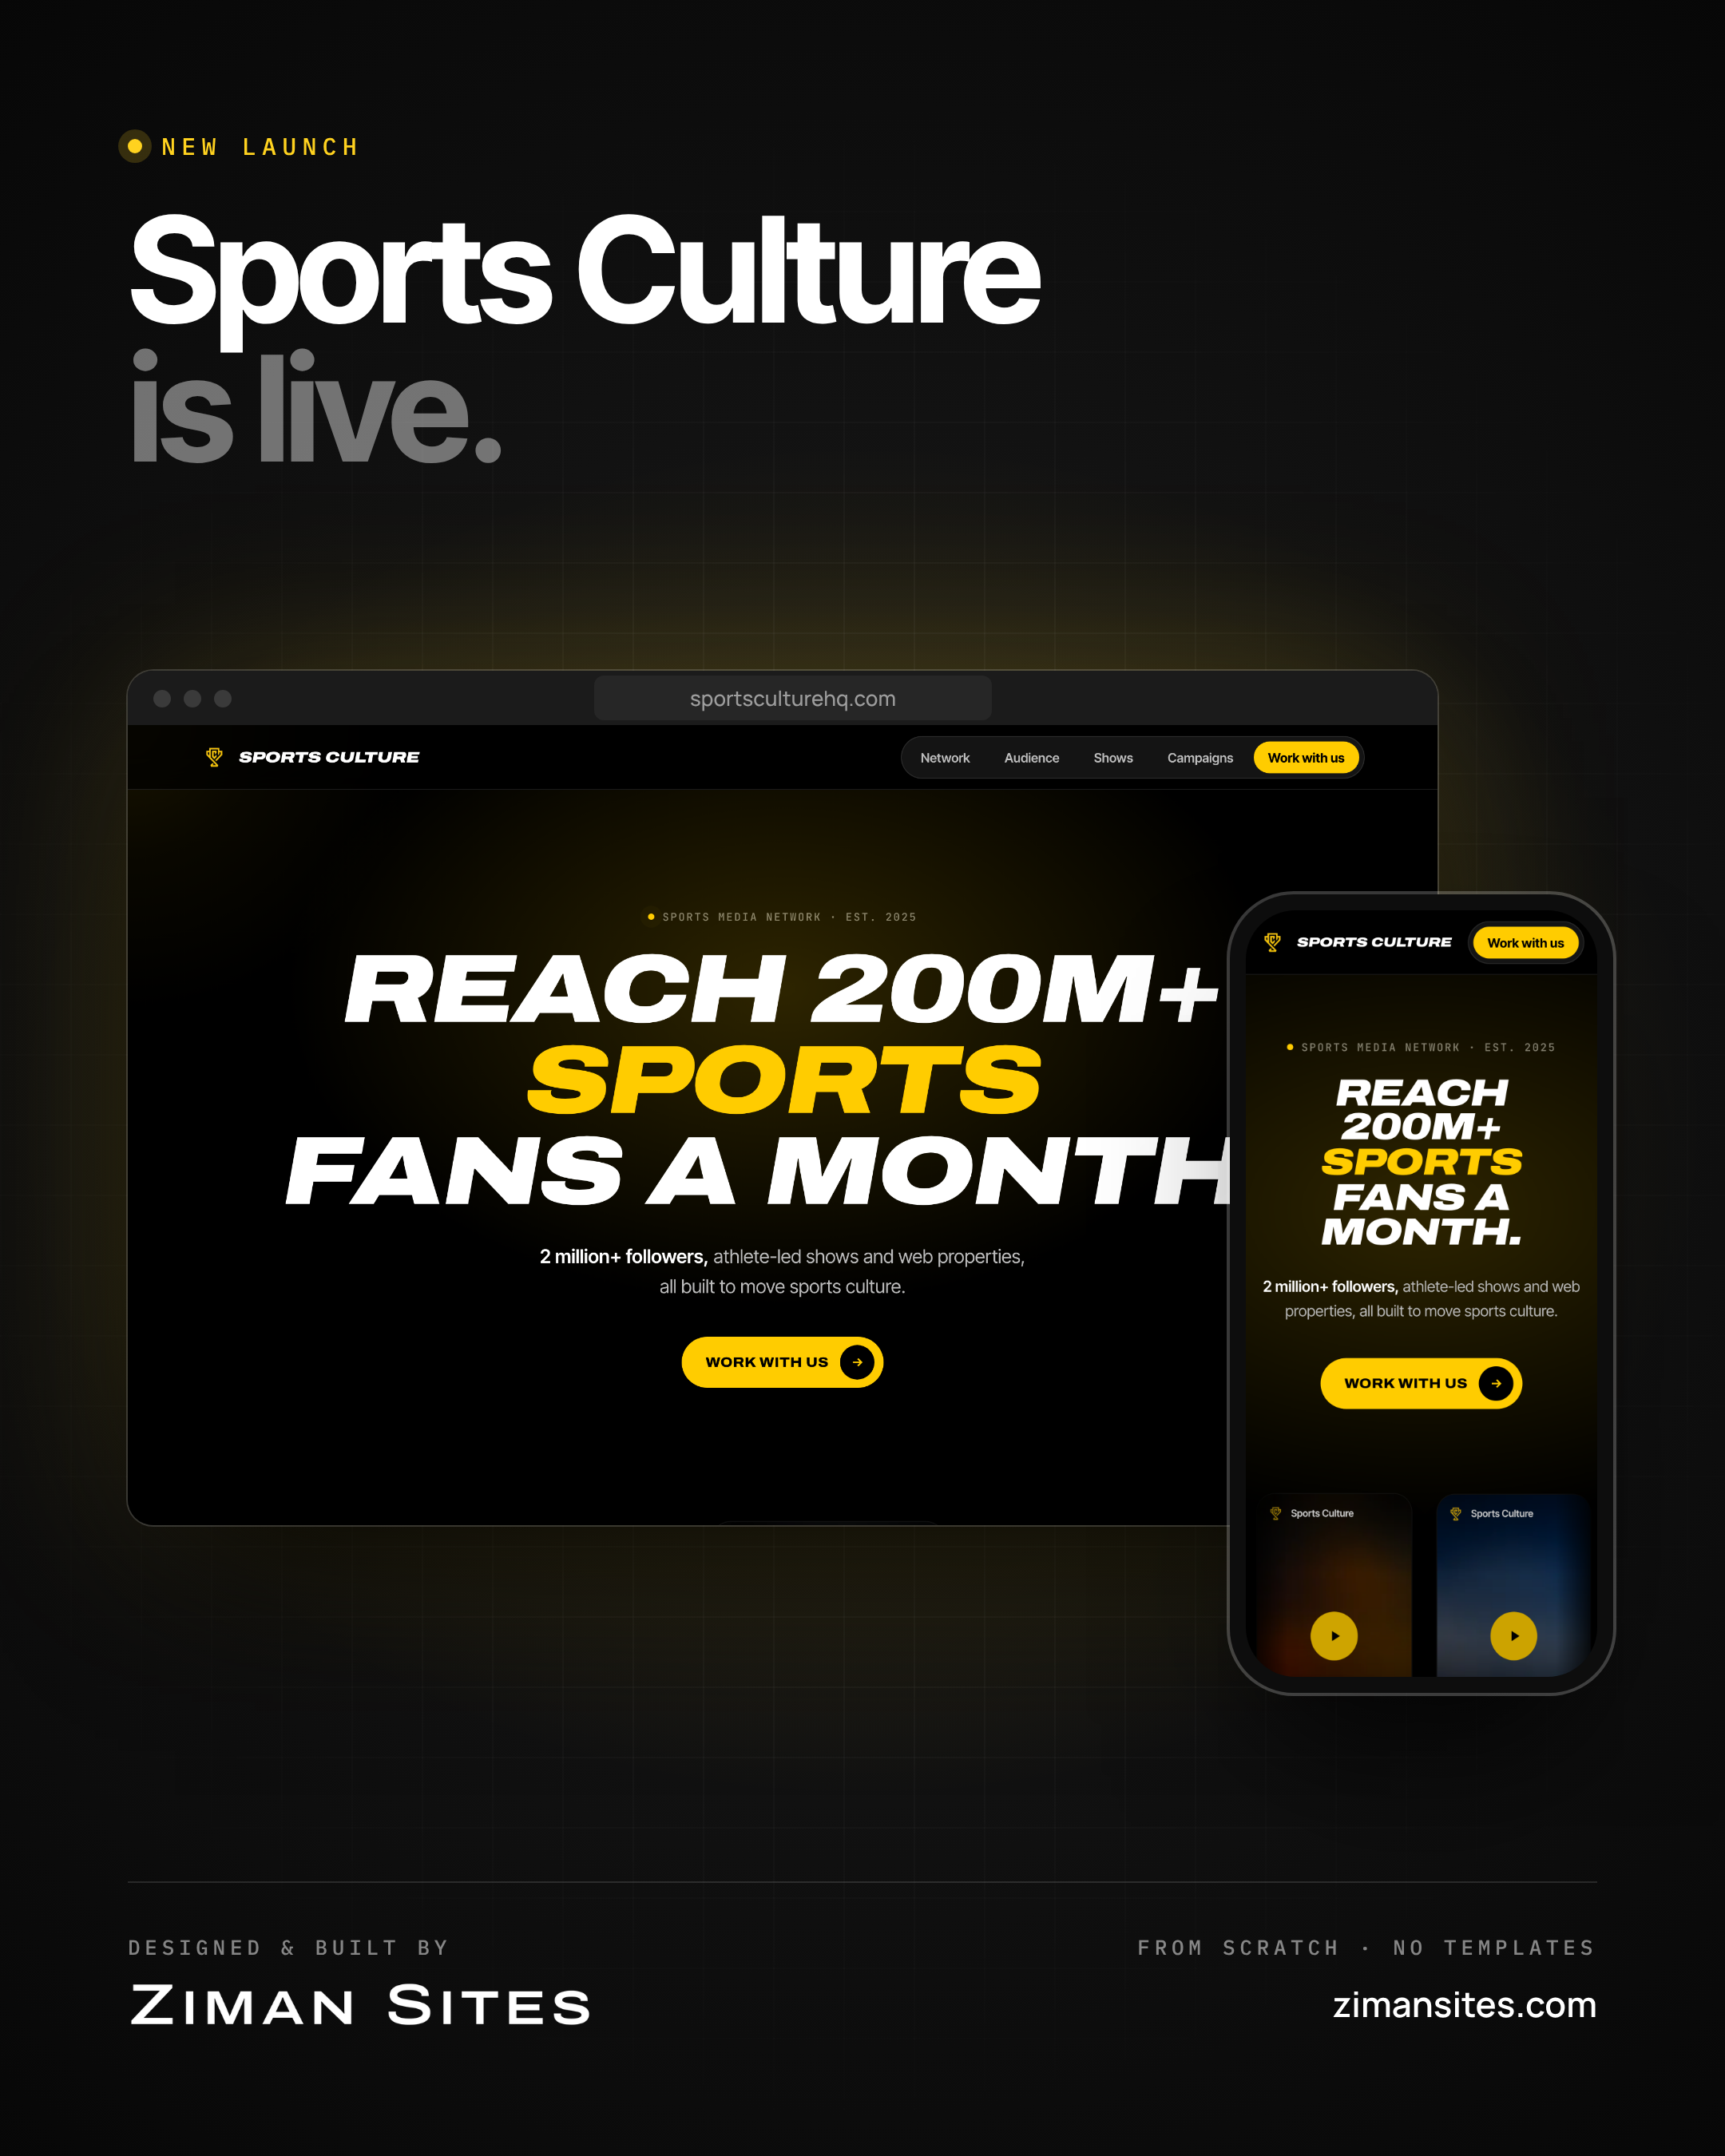 NEW LAUNCH
Sports Culture
is live.
sportsculturehq.com
SPORTS CULTURE
Network Audience Shows Campaigns Work with us
SPORTS MEDIA NETWORK · EST. 2025
REACH 200M+
SPORTS
FANS A MONTH
2 million+ followers, athlete-led shows and web properties,
all built to move sports culture.
WORK WITH US
SPORTS CULTURE Work with us
SPORTS MEDIA NETWORK · EST. 2025
REACH
200M+
SPORTS
FANS A
MONTH.
2 million+ followers, athlete-led shows and web
properties, all built to move sports culture.
WORK WITH US
Sports Culture Sports Culture
DESIGNED & BUILT BY
ZIMAN SITES
FROM SCRATCH · NO TEMPLATES
zimansites.com